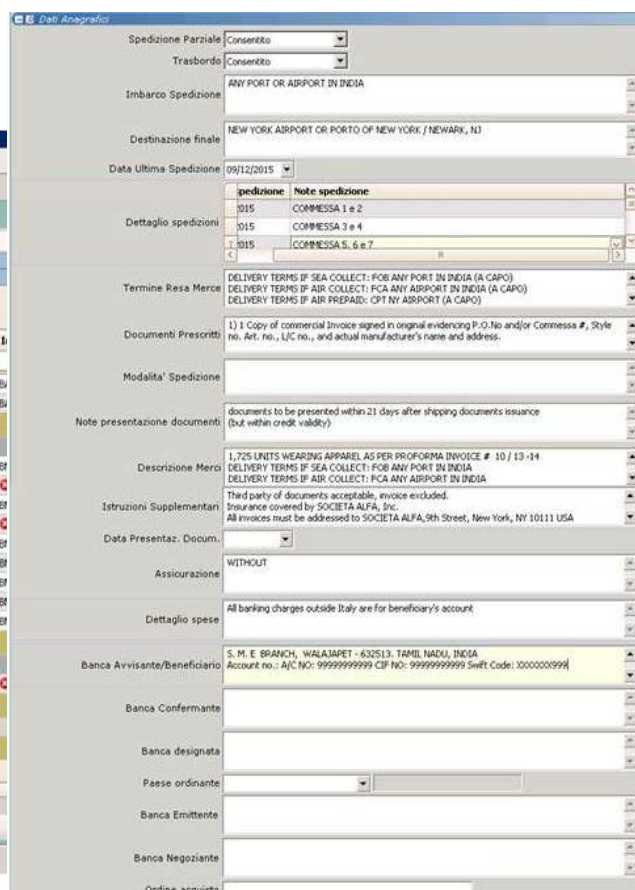 Dati Anagrafici
Spedizione Parziale Consentito
Trasbordo Consentito
Imbarco Spedizione ANY PORT OR AIRPORT IN INDIA
Destinazione finale NEW YORK AIRPORT OR PORTO OF NEW YORK / NEWARK, NJ
Data Ultima Spedizione 09/12/2015
Dettaglio spedizioni
pedizione Note spedizione
2015 COMMESSA 1 e 2
2015 COMMESSA 3 e 4
2015 COMMESSA 5, 6 e 7
Termine Resa Merce
DELIVERY TERMS IF SEA COLLECT: FOB ANY PORT IN INDIA (A CAPO)
DELIVERY TERMS IF AIR COLLECT: FCA ANY AIRPORT IN INDIA (A CAPO)
DELIVERY TERMS IF AIR PREPAID: CPT NY AIRPORT (A CAPO)
Documenti Prescritti
1) 1 Copy of commercial Invoice signed in original evidencing P.O.No and/or Commessa #, Style
no. Art. no., L/C no., and actual manufacturer's name and address.
Modalita' Spedizione
Note presentazione documenti
documents to be presented within 21 days after shipping documents issuance
(but within credit validity)
Descrizione Merci
1,725 UNITS WEARING APPAREL AS PER PROFORMA INVOICE # 10 / 13 -14
DELIVERY TERMS IF SEA COLLECT: FOB ANY PORT IN INDIA
DELIVERY TERMS IF AIR COLLECT: FCA ANY AIRPORT IN INDIA
Istruzioni Supplementari
Third party of documents acceptable, invoice excluded.
Insurance covered by SOCIETA ALFA, Inc.
All invoices must be addressed to SOCIETA ALFA,9th Street, New York, NY 10111 USA
Data Presentaz. Docum.
Assicurazione WITHOUT
Dettaglio spese All banking charges outside Italy are for beneficiary's account
Banca Avvisante/Beneficiario
S. M. E BRANCH, WALAJAPET - 632513. TAMIL NADU, INDIA
Account no.: A/C NO: 99999999999 CIF NO: 99999999999 Swift Code: XXXXXXX999
Banca Confermante
Banca designata
Paese ordinante
Banca Emittente
Banca Negoziante
Ordine acquisto